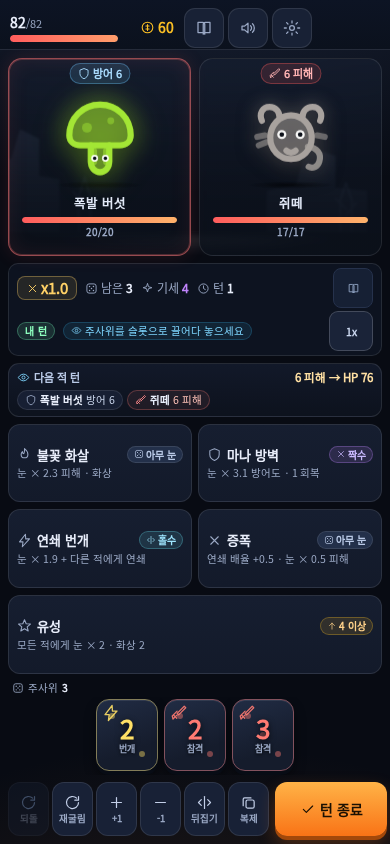 82/82
60
방어 6
6 피해
폭발 버섯
쥐떼
20/20
17/17
x1.0 남은 3 기세 4 턴 1
내 턴 주사위를 슬롯으로 끌어다 놓으세요 1x
다음 적 턴 6 피해 → HP 76
폭발 버섯 방어 6 쥐떼 6 피해
불꽃 화살 아무 눈
눈 × 2.3 피해 · 화상
마나 방벽 짝수
눈 × 3.1 방어도 · 1 회복
연쇄 번개 홀수
눈 × 1.9 + 다른 적에게 연쇄
증폭 아무 눈
연쇄 배율 +0.5 · 눈 × 0.5 피해
유성 4 이상
모든 적에게 눈 × 2 · 화상 2
주사위 3
2 2 3
번개 참격 참격
되돌 재굴림 +1 -1 뒤집기 복제 턴 종료